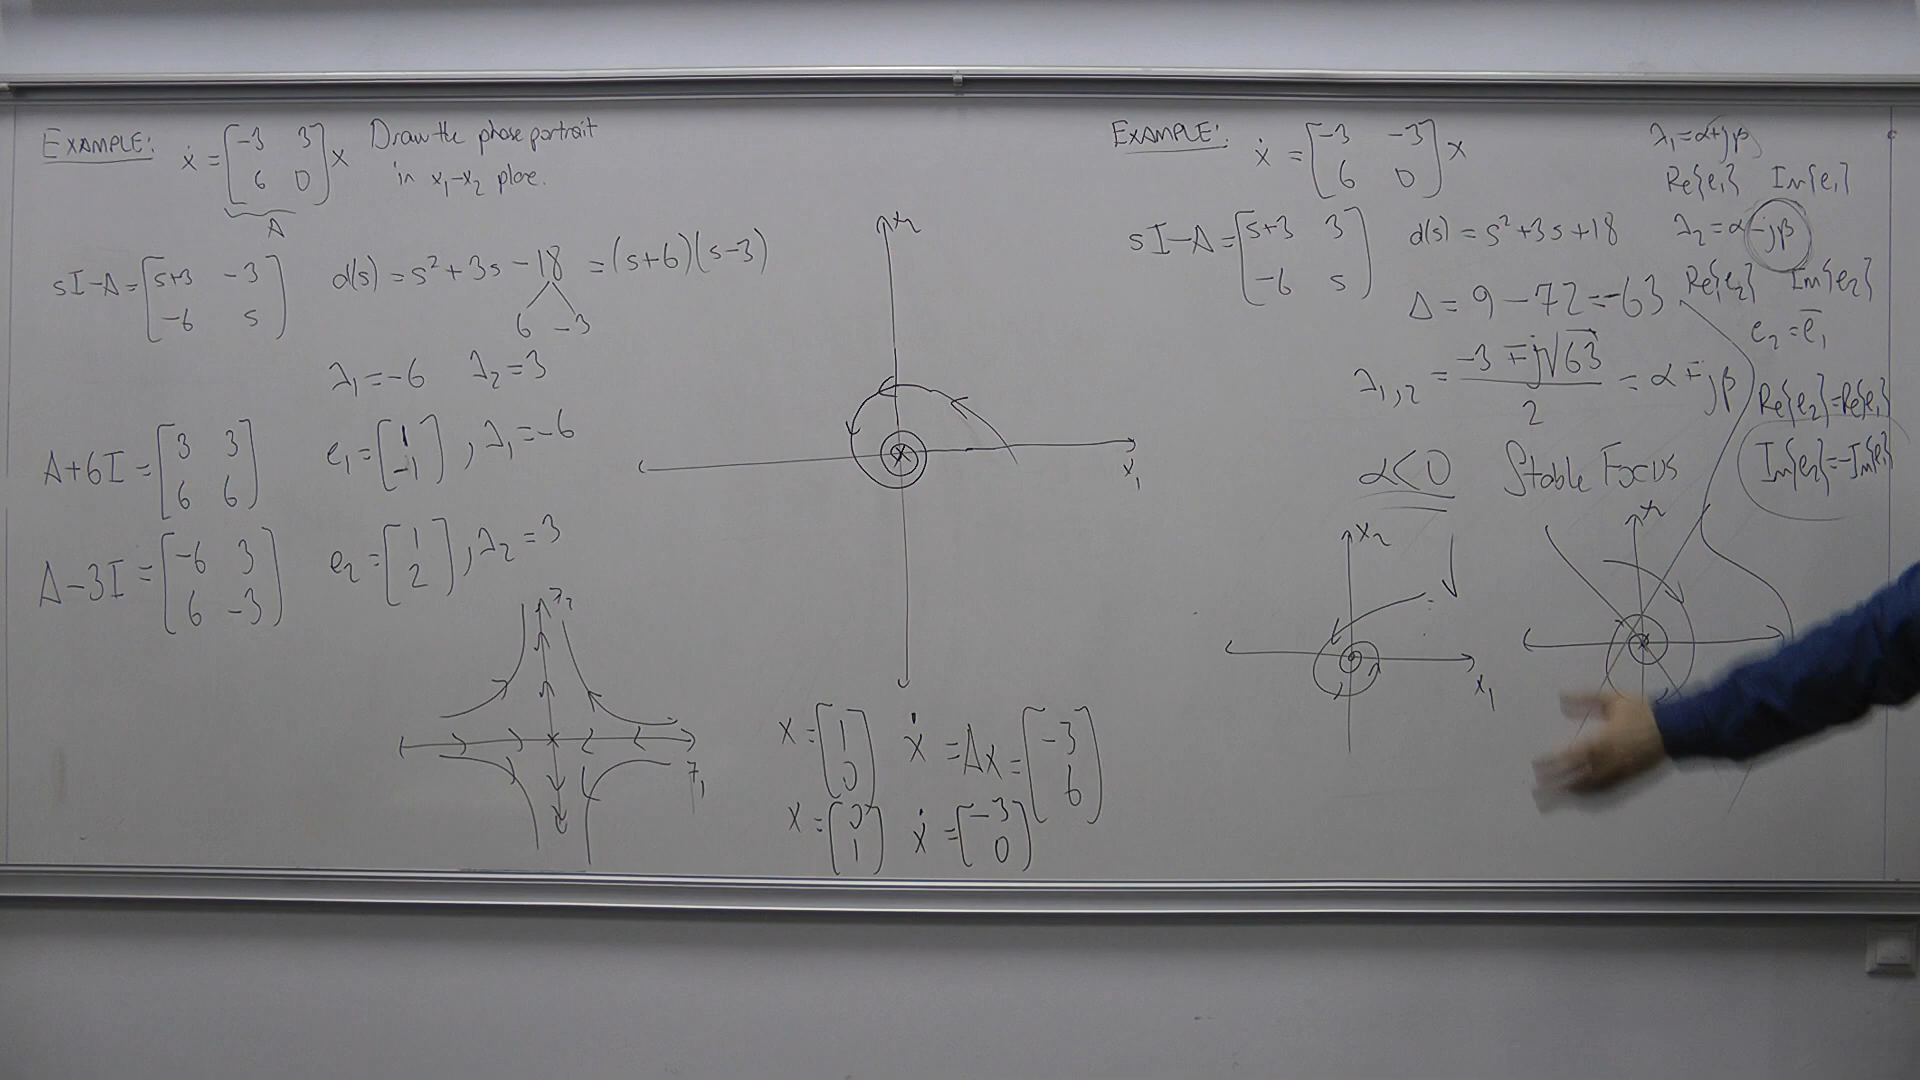 EXAMPLE: ẋ = [-3 3; 6 0] x Draw the phase portrait
in x₁-x₂ plane.
A
sI-A = [s+3 -3; -6 s] d(s) = s²+3s-18 = (s+6)(s-3)
6 -3
λ₁=-6 λ₂=3
A+6I = [3 3; 6 6] e₁ = [1; -1], λ₁=-6
A-3I = [-6 3; 6 -3] e₂ = [1; 2], λ₂=3
z₂
z₁
x₂
x₁
x = [1; 0] ẋ = Ax = [-3; 6]
x = [0; 1] ẋ = [-3; 0]
EXAMPLE: ẋ = [-3 -3; 6 0] x
sI-A = [s+3 3; -6 s] d(s) = s²+3s+18
Δ = 9-72=-63
λ₁,₂ = (-3 ∓ j√63)/2 = α ∓ jβ
α<0 Stable Focus
x₂
x₁
λ₁=α+jβ
Re{e₁} Im{e₁}
λ₂=α-jβ
Re{e₂} Im{e₂}
e₂ = ē₁
Re{e₂}=Re{e₁}
Im{e₂}=-Im{e₁}